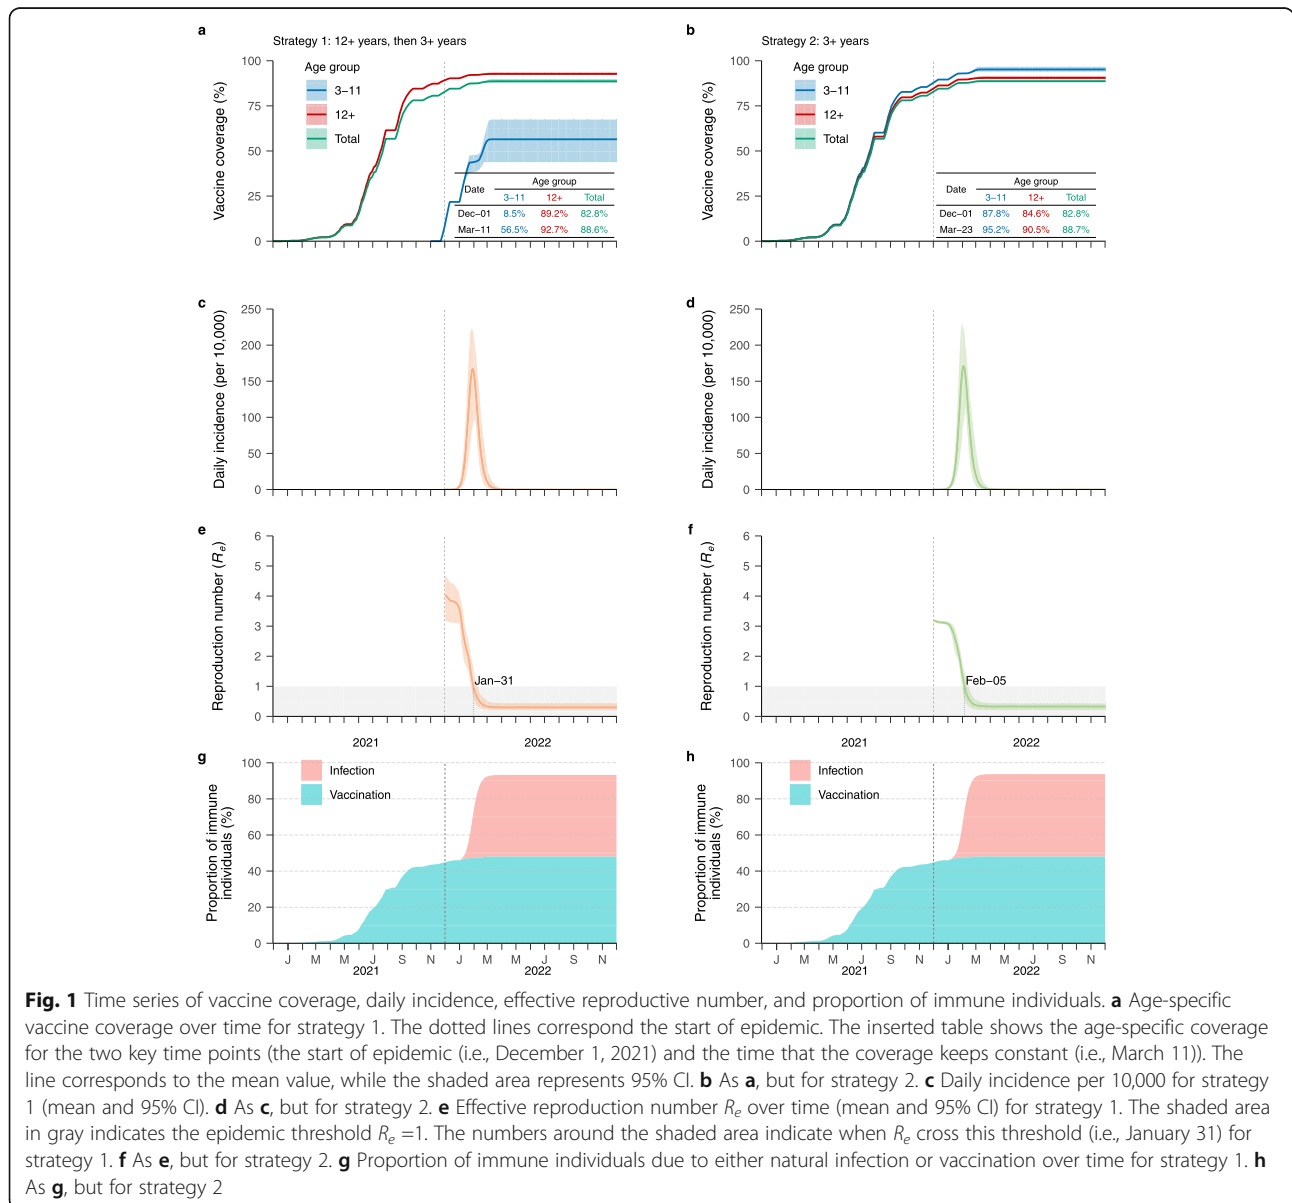 a
Strategy 1: 12+ years, then 3+ years
Vaccine coverage (%)
100
75
50
25
0
Age group
3–11
12+
Total
Age group
Date
3–11 12+ Total
Dec–01 8.5% 89.2% 82.8%
Mar–11 56.5% 92.7% 88.6%
b
Strategy 2: 3+ years
Vaccine coverage (%)
100
75
50
25
0
Age group
3–11
12+
Total
Age group
Date
3–11 12+ Total
Dec–01 87.8% 84.6% 82.8%
Mar–23 95.2% 90.5% 88.7%
c
Daily incidence (per 10,000)
250
200
150
100
50
0
d
Daily incidence (per 10,000)
250
200
150
100
50
0
e
Reproduction number (Re)
6
5
4
3
2
1
0
Jan–31
2021 2022
f
Reproduction number (Re)
6
5
4
3
2
1
0
Feb–05
2021 2022
g
Proportion of immune
individuals (%)
100
80
60
40
20
0
Infection
Vaccination
J M M J S N J M M J S N
2021 2022
h
Proportion of immune
individuals (%)
100
80
60
40
20
0
Infection
Vaccination
J M M J S N J M M J S N
2021 2022
Fig. 1 Time series of vaccine coverage, daily incidence, effective reproductive number, and proportion of immune individuals. a Age-specific
vaccine coverage over time for strategy 1. The dotted lines correspond the start of epidemic. The inserted table shows the age-specific coverage
for the two key time points (the start of epidemic (i.e., December 1, 2021) and the time that the coverage keeps constant (i.e., March 11)). The
line corresponds to the mean value, while the shaded area represents 95% CI. b As a, but for strategy 2. c Daily incidence per 10,000 for strategy
1 (mean and 95% CI). d As c, but for strategy 2. e Effective reproduction number Re over time (mean and 95% CI) for strategy 1. The shaded area
in gray indicates the epidemic threshold Re =1. The numbers around the shaded area indicate when Re cross this threshold (i.e., January 31) for
strategy 1. f As e, but for strategy 2. g Proportion of immune individuals due to either natural infection or vaccination over time for strategy 1. h
As g, but for strategy 2